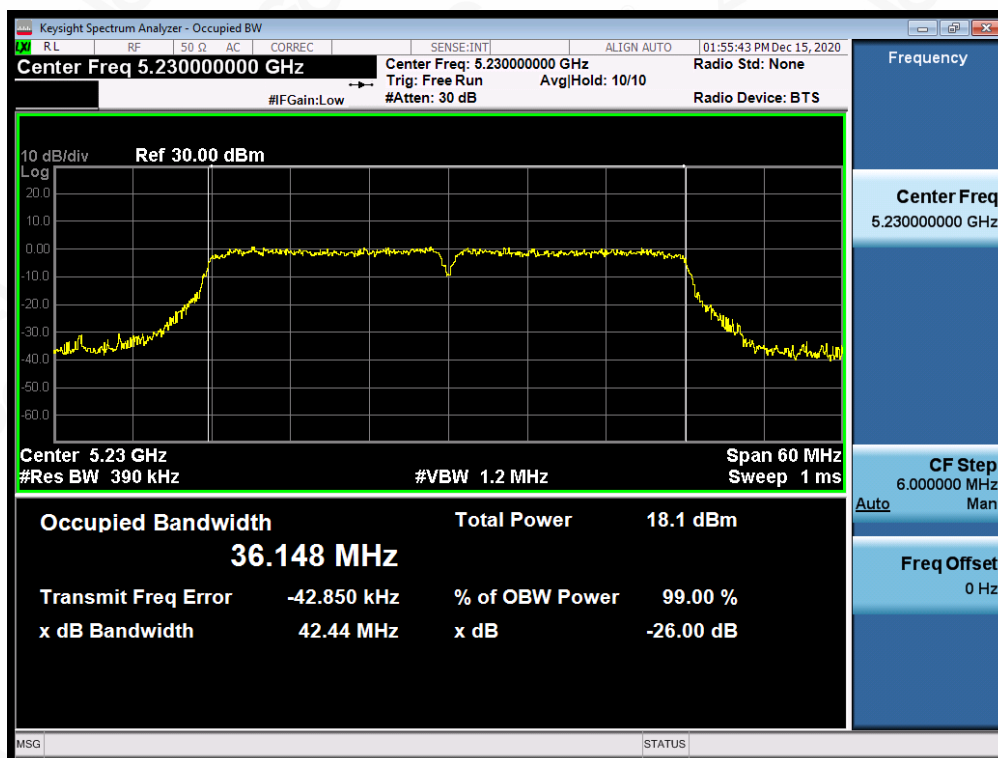 Keysight Spectrum Analyzer - Occupied BW
LXI RL RF 50 Ω AC CORREC SENSE:INT ALIGN AUTO 01:55:43 PM Dec 15, 2020
Center Freq 5.230000000 GHz
Center Freq: 5.230000000 GHz Radio Std: None
Trig: Free Run Avg|Hold: 10/10
#IFGain:Low #Atten: 30 dB Radio Device: BTS
10 dB/div Ref 30.00 dBm
Log
20.0
10.0
0.00
-10.0
-20.0
-30.0
-40.0
-50.0
-60.0
Center 5.23 GHz Span 60 MHz
#Res BW 390 kHz #VBW 1.2 MHz Sweep 1 ms
Occupied Bandwidth Total Power 18.1 dBm
36.148 MHz
Transmit Freq Error -42.850 kHz % of OBW Power 99.00 %
x dB Bandwidth 42.44 MHz x dB -26.00 dB
MSG STATUS
Frequency
Center Freq
5.230000000 GHz
CF Step
6.000000 MHz
Auto Man
Freq Offset
0 Hz